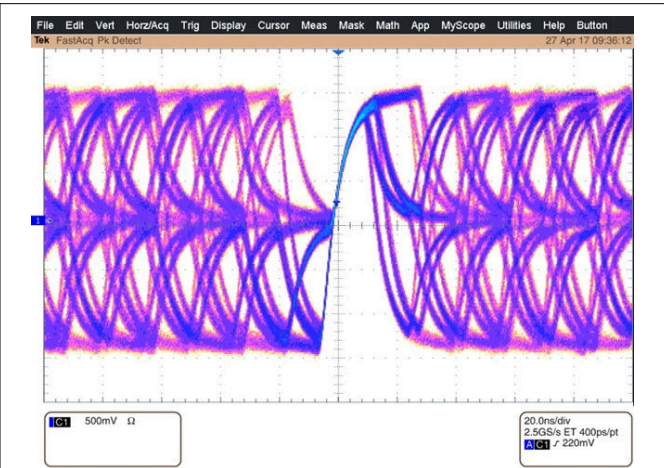 File Edit Vert Horz/Acq Trig Display Cursor Meas Mask Math App MyScope Utilities Help Button
Tek FastAcq Pk Detect 27 Apr 17 09:36:12
1
C1 500mV Ω
20.0ns/div
2.5GS/s ET 400ps/pt
A C1 ƒ 220mV